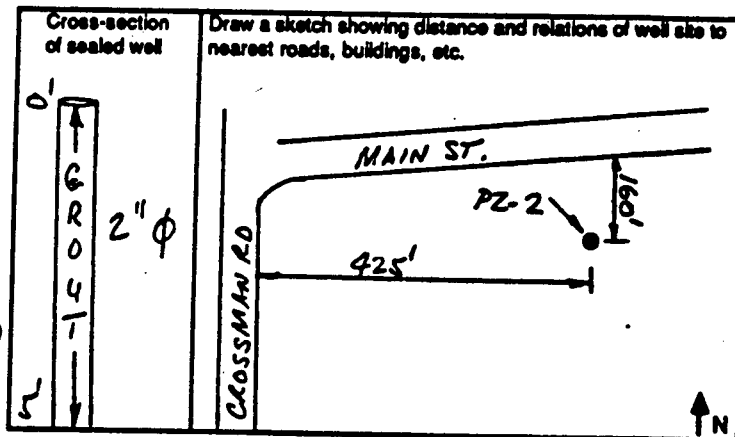 Cross-section
of sealed well
Draw a sketch showing distance and relations of well site to
nearest roads, buildings, etc.
0'
GROUT
2" φ
MAIN ST.
PZ-2
160'
425'
CROSSMAN RD
N